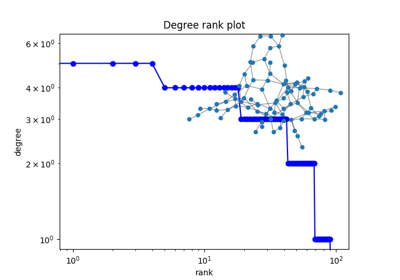 Degree rank plot
6 × 10⁰
4 × 10⁰
3 × 10⁰
2 × 10⁰
10⁰
degree
10⁰ 10¹ 10²
rank